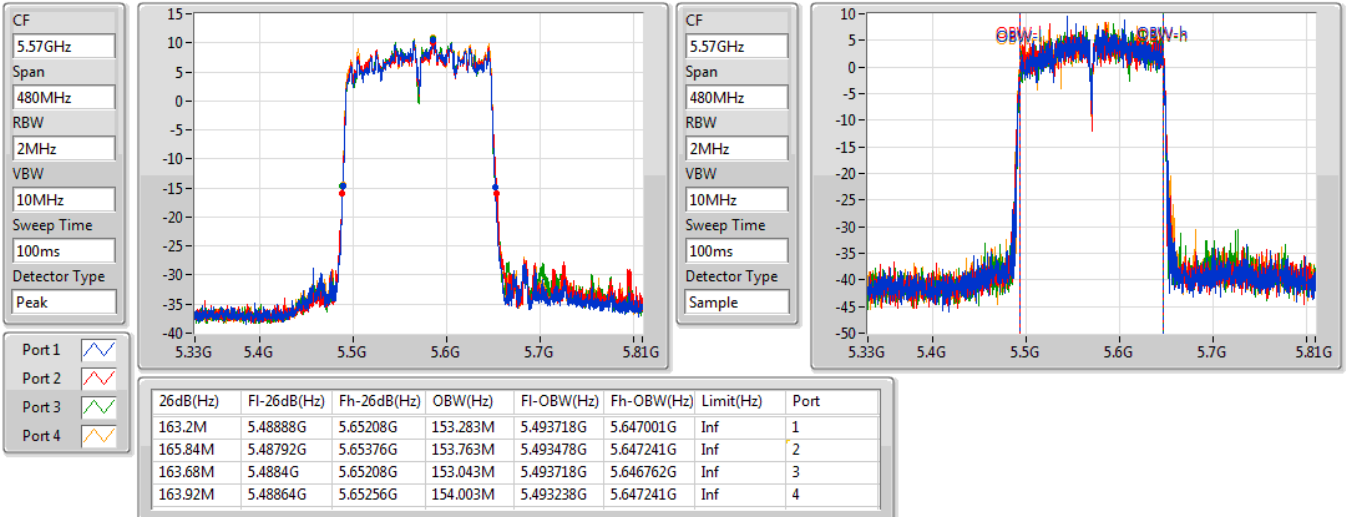 CF
5.57GHz
Span
480MHz
RBW
2MHz
VBW
10MHz
Sweep Time
100ms
Detector Type
Peak
15
10
5
0
-5
-10
-15
-20
-25
-30
-35
-40
5.33G 5.4G 5.5G 5.6G 5.7G 5.81G
CF
5.57GHz
Span
480MHz
RBW
2MHz
VBW
10MHz
Sweep Time
100ms
Detector Type
Sample
10
5
0
-5
-10
-15
-20
-25
-30
-35
-40
-45
-50
OBW-l OBW-h
5.33G 5.4G 5.5G 5.6G 5.7G 5.81G
Port 1
Port 2
Port 3
Port 4
26dB(Hz) Fl-26dB(Hz) Fh-26dB(Hz) OBW(Hz) Fl-OBW(Hz) Fh-OBW(Hz) Limit(Hz) Port
163.2M 5.48888G 5.65208G 153.283M 5.493718G 5.647001G Inf 1
165.84M 5.48792G 5.65376G 153.763M 5.493478G 5.647241G Inf 2
163.68M 5.4884G 5.65208G 153.043M 5.493718G 5.646762G Inf 3
163.92M 5.48864G 5.65256G 154.003M 5.493238G 5.647241G Inf 4